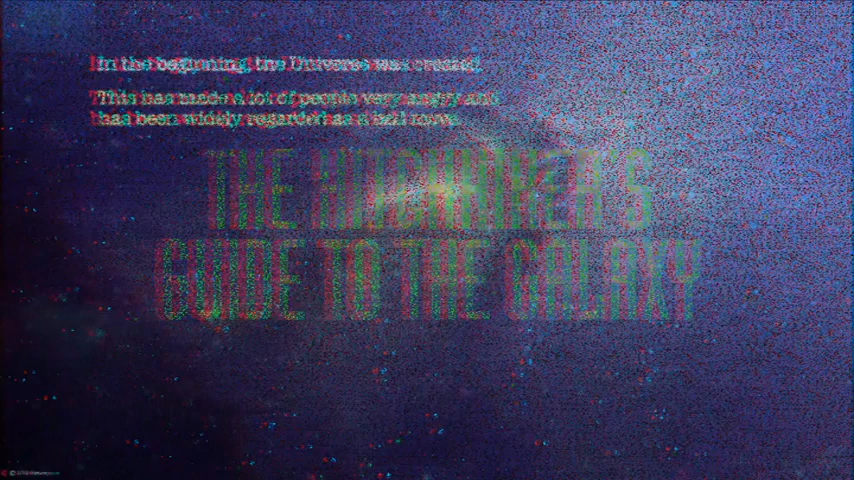 In the beginning the Universe was created.
This has made a lot of people very angry and
has been widely regarded as a bad move.
THE HITCHHIKER'S
GUIDE TO THE GALAXY